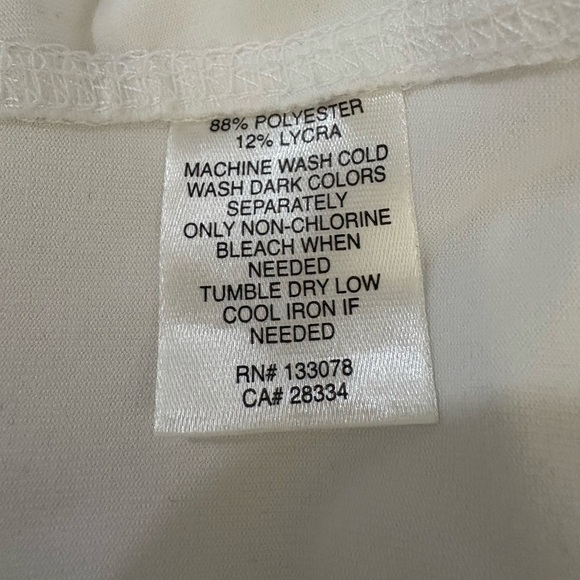 88% POLYESTER
12% LYCRA
MACHINE WASH COLD
WASH DARK COLORS
SEPARATELY
ONLY NON-CHLORINE
BLEACH WHEN
NEEDED
TUMBLE DRY LOW
COOL IRON IF
NEEDED
RN# 133078
CA# 28334